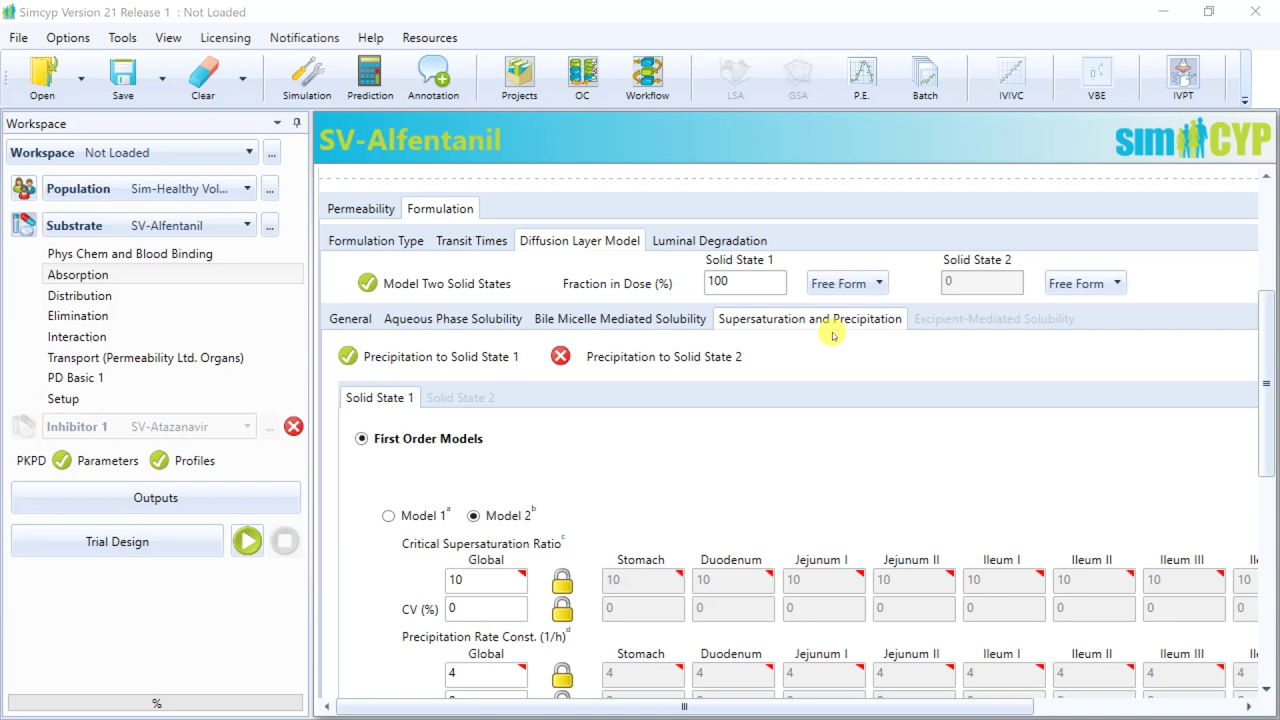 Simcyp Version 21 Release 1 : Not Loaded
File Options Tools View Licensing Notifications Help Resources
Open Save Clear Simulation Prediction Annotation Projects OC Workflow LSA GSA P.E. Batch IVIVC VBE IVPT
Workspace
Workspace Not Loaded ...
Population Sim-Healthy Vol... ...
Substrate SV-Alfentanil ...
Phys Chem and Blood Binding
Absorption
Distribution
Elimination
Interaction
Transport (Permeability Ltd. Organs)
PD Basic 1
Setup
Inhibitor 1 SV-Atazanavir ...
PKPD Parameters Profiles
Outputs
Trial Design
%
SV-Alfentanil
simCYP
Permeability Formulation
Formulation Type Transit Times Diffusion Layer Model Luminal Degradation
Solid State 1 Solid State 2
Model Two Solid States Fraction in Dose (%) 100 Free Form 0 Free Form
General Aqueous Phase Solubility Bile Micelle Mediated Solubility Supersaturation and Precipitation Excipient-Mediated Solubility
Precipitation to Solid State 1 Precipitation to Solid State 2
Solid State 1 Solid State 2
First Order Models
Model 1a Model 2b
Critical Supersaturation Ratioc
Global Stomach Duodenum Jejunum I Jejunum II Ileum I Ileum II Ileum III Ile
10 10 10 10 10 10 10 10 10
CV (%) 0 0 0 0 0 0 0 0 0
Precipitation Rate Const. (1/h)d
Global Stomach Duodenum Jejunum I Jejunum II Ileum I Ileum II Ileum III Ile
4 4 4 4 4 4 4 4 4